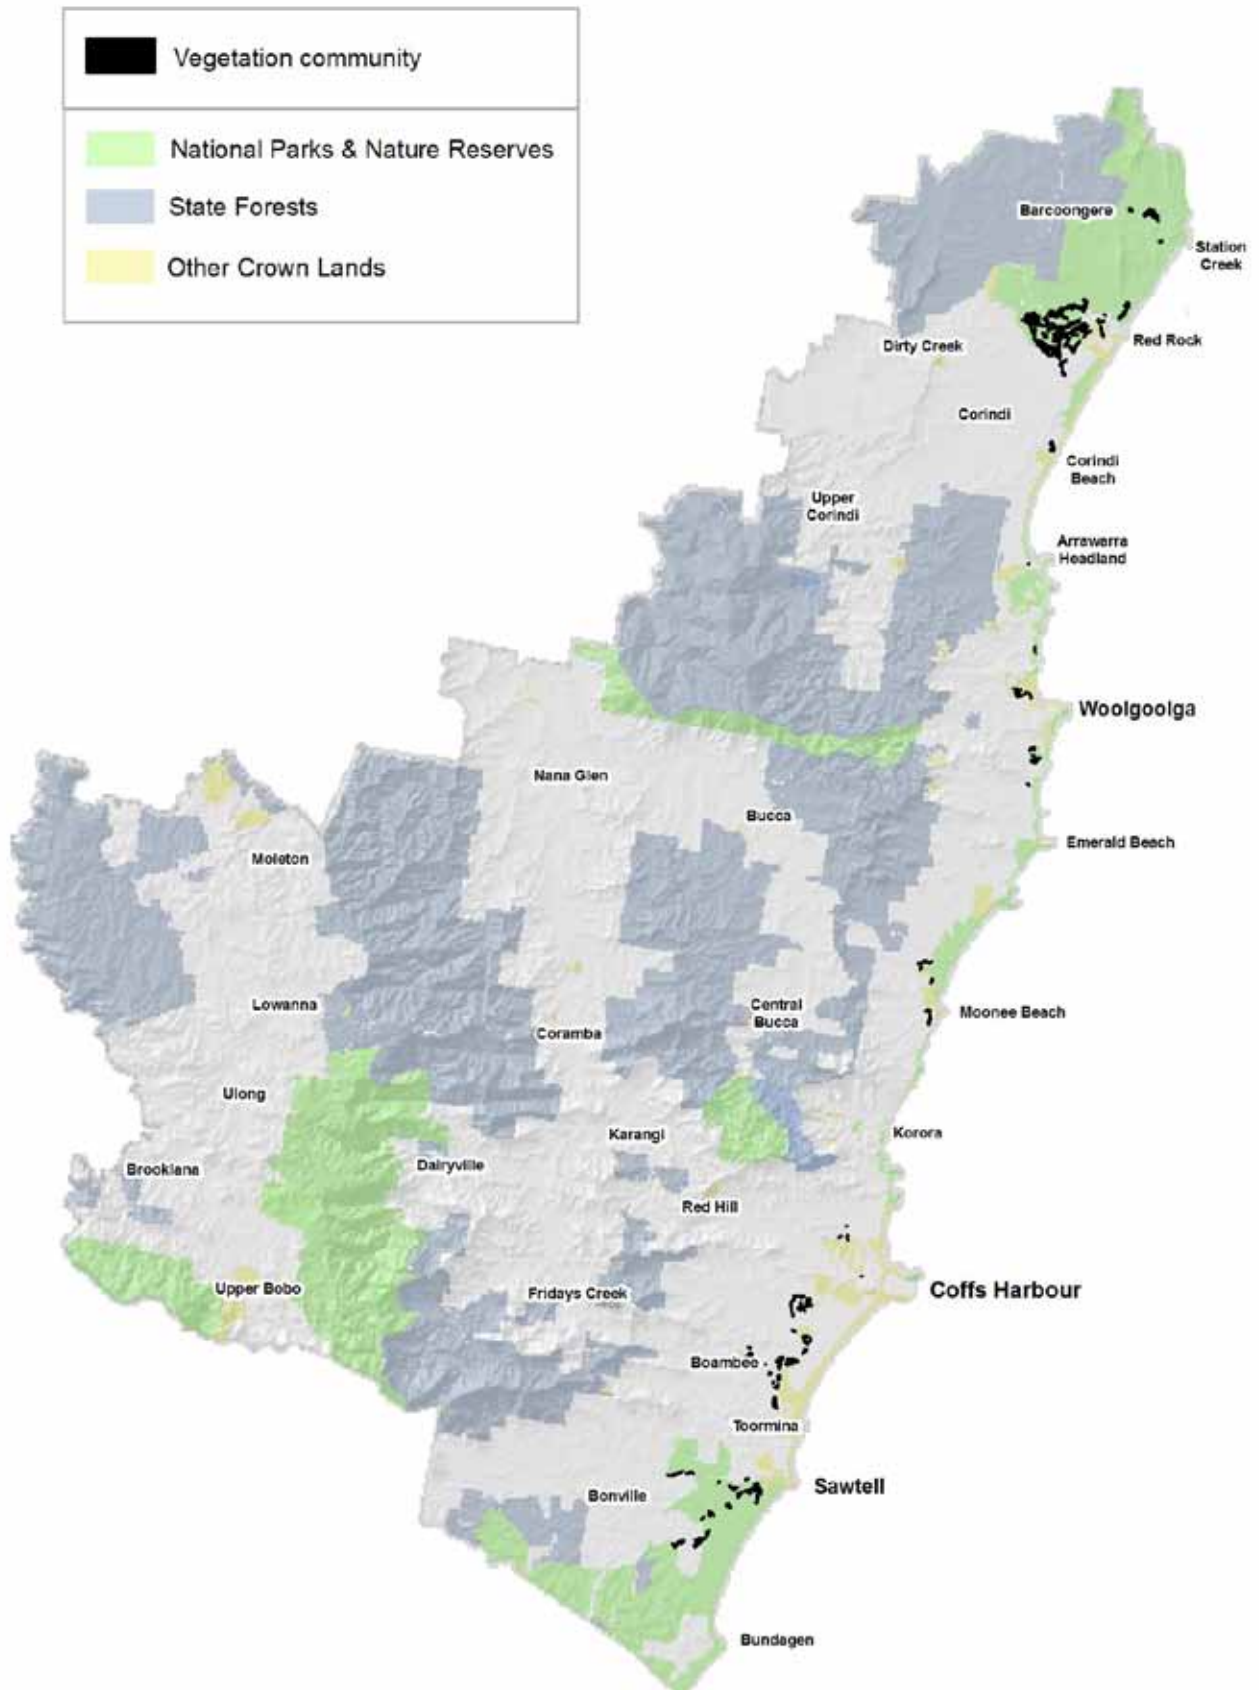 Vegetation community
National Parks & Nature Reserves
State Forests
Other Crown Lands
Barcoongere
Station
Creek
Red Rock
Dirty Creek
Corindi
Corindi
Beach
Upper
Corindi
Arrawarra
Headland
Woolgoolga
Nana Glen
Bucca
Emerald Beach
Moleton
Lowanna
Central
Bucca
Moonee Beach
Coramba
Ulong
Karangi
Korora
Brooklana
Dairyville
Red Hill
Upper Bobo
Fridays Creek
Coffs Harbour
Boambee
Toormina
Sawtell
Bonville
Bundagen